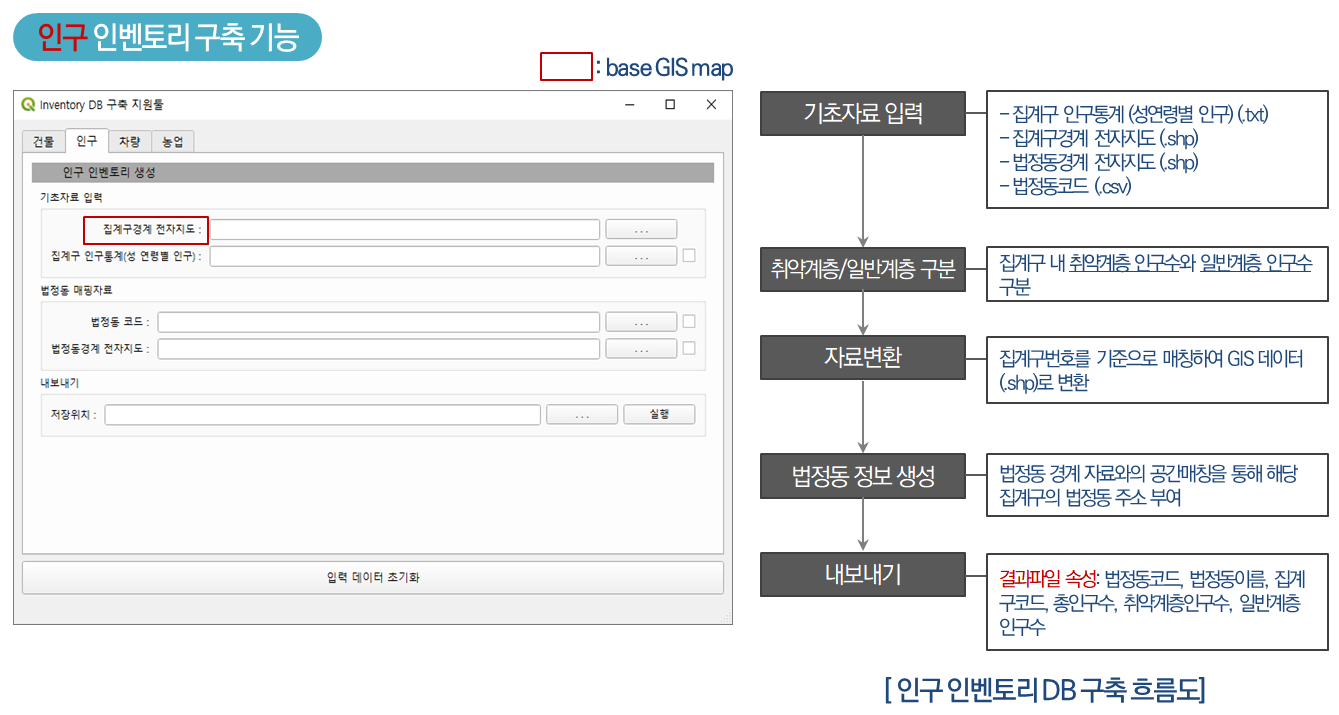 인구 인벤토리 구축 기능
: base GIS map
Inventory DB 구축 지원툴
건물 인구 차량 농업
인구 인벤토리 생성
기초자료 입력
집계구경계 전자지도 : ...
집계구 인구통계(성 연령별 인구) : ...
법정동 매핑자료
법정동 코드 : ...
법정동경계 전자지도 : ...
내보내기
저장위치 : ... 실행
입력 데이터 초기화
기초자료 입력
– 집계구 인구통계 (성연령별 인구) (.txt)
– 집계구경계 전자지도 (.shp)
– 법정동경계 전자지도 (.shp)
– 법정동코드 (.csv)
취약계층/일반계층 구분
집계구 내 취약계층 인구수와 일반계층 인구수
구분
자료변환
집계구번호를 기준으로 매칭하여 GIS 데이터
(.shp)로 변환
법정동 정보 생성
법정동 경계 자료와의 공간매칭을 통해 해당
집계구의 법정동 주소 부여
내보내기
결과파일 속성: 법정동코드, 법정동이름, 집계
구코드, 총인구수, 취약계층인구수, 일반계층
인구수
[ 인구 인벤토리 DB 구축 흐름도]